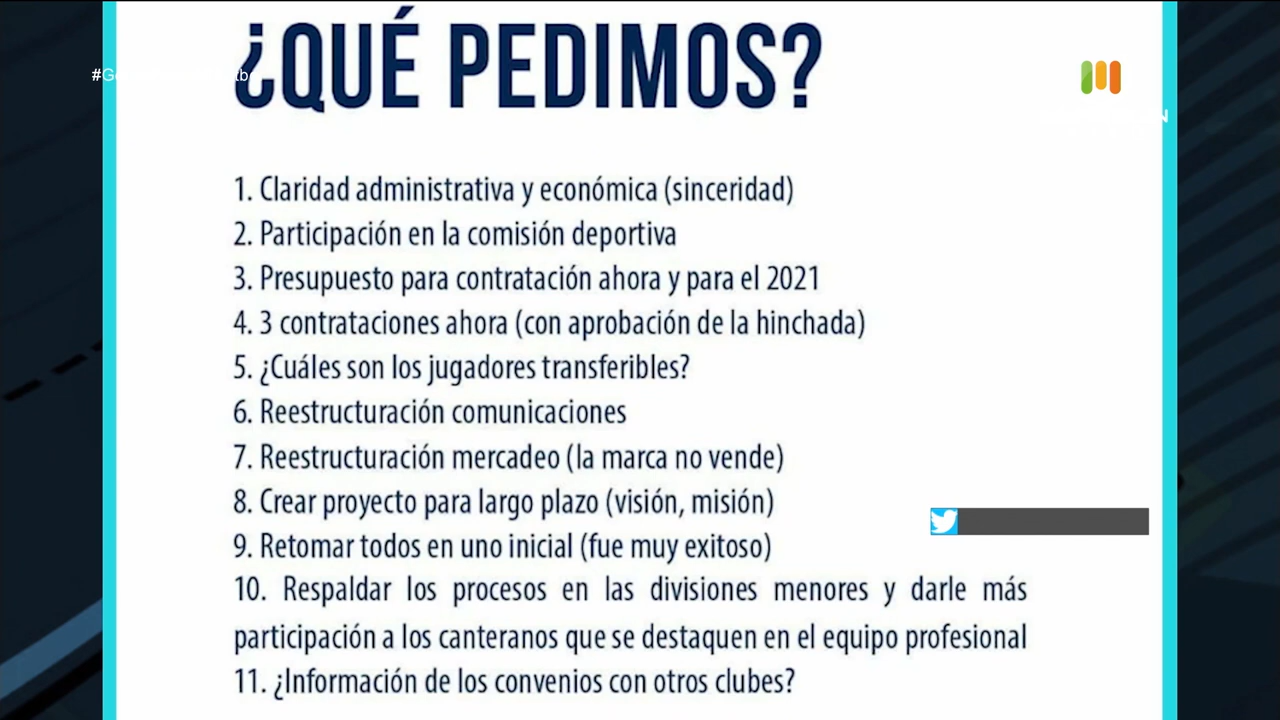 ¿QUÉ PEDIMOS?
1. Claridad administrativa y económica (sinceridad)
2. Participación en la comisión deportiva
3. Presupuesto para contratación ahora y para el 2021
4. 3 contrataciones ahora (con aprobación de la hinchada)
5. ¿Cuáles son los jugadores transferibles?
6. Reestructuración comunicaciones
7. Reestructuración mercadeo (la marca no vende)
8. Crear proyecto para largo plazo (visión, misión)
9. Retomar todos en uno inicial (fue muy exitoso)
10. Respaldar los procesos en las divisiones menores y darle más
participación a los canteranos que se destaquen en el equipo profesional
11. ¿Información de los convenios con otros clubes?